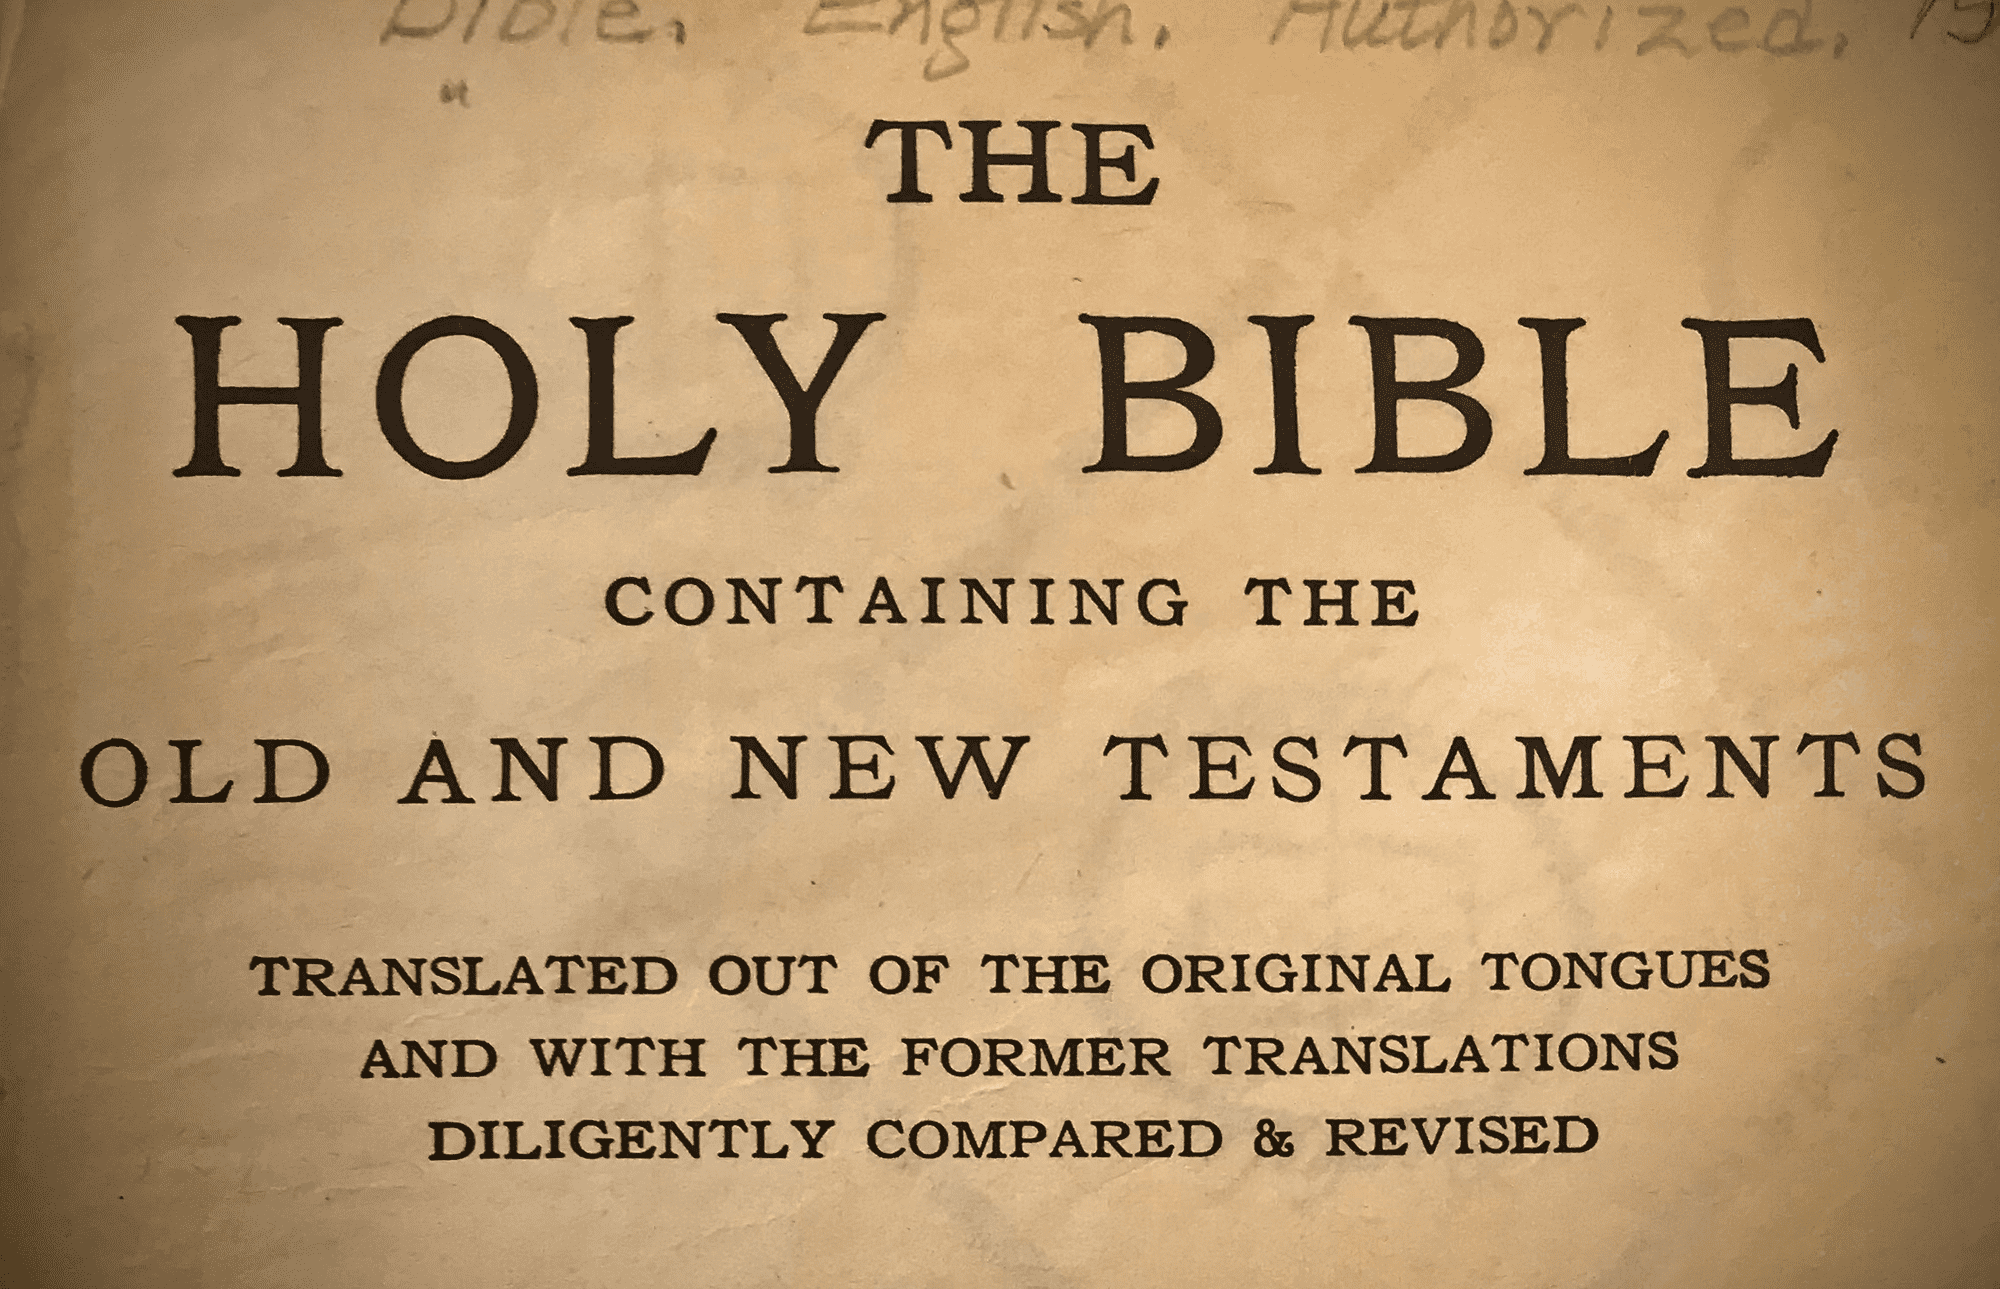 Bible. English. Authorized. 19
"
THE
HOLY BIBLE
CONTAINING THE
OLD AND NEW TESTAMENTS
TRANSLATED OUT OF THE ORIGINAL TONGUES
AND WITH THE FORMER TRANSLATIONS
DILIGENTLY COMPARED & REVISED